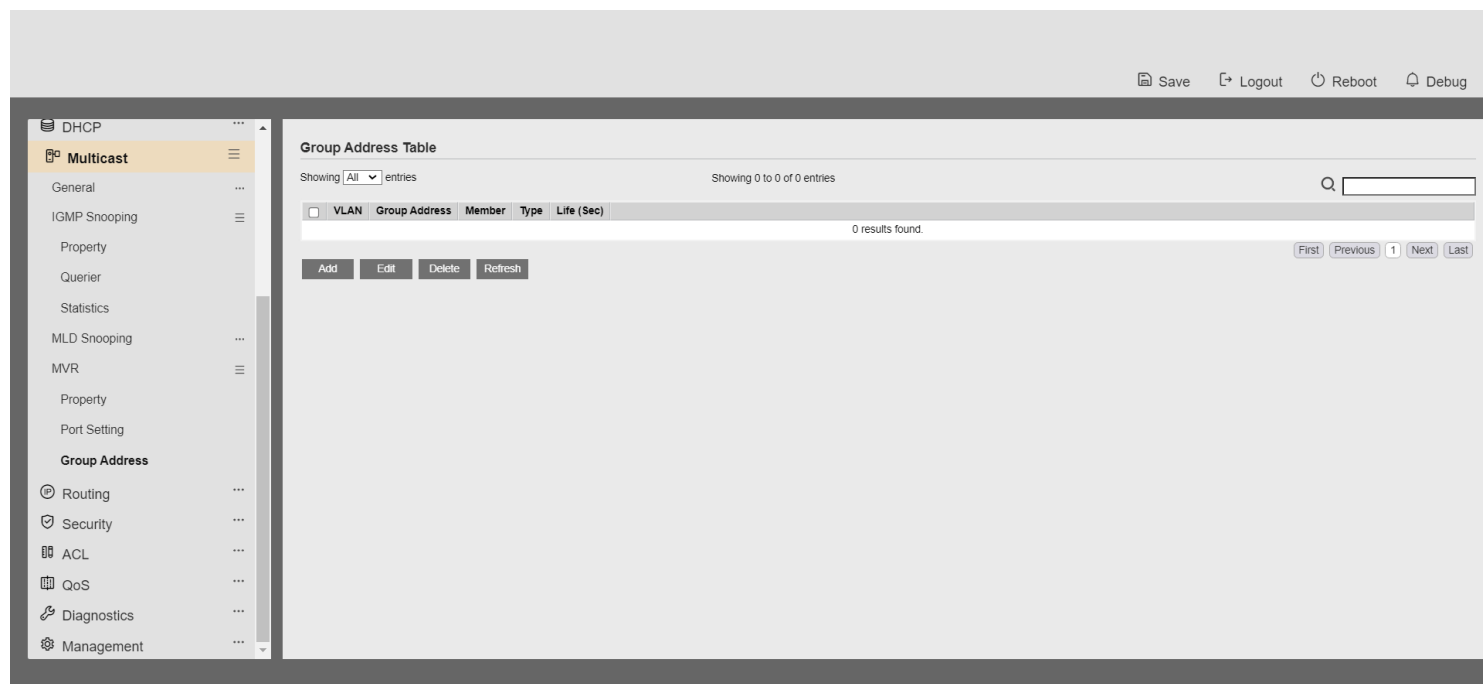 Save Logout Reboot Debug
DHCP ...
Multicast
General ...
IGMP Snooping
Property
Querier
Statistics
MLD Snooping ...
MVR
Property
Port Setting
Group Address
IP Routing ...
Security ...
ACL ...
QoS ...
Diagnostics ...
Management ...
Group Address Table
Showing All entries Showing 0 to 0 of 0 entries
VLAN Group Address Member Type Life (Sec)
0 results found.
First Previous 1 Next Last
Add Edit Delete Refresh